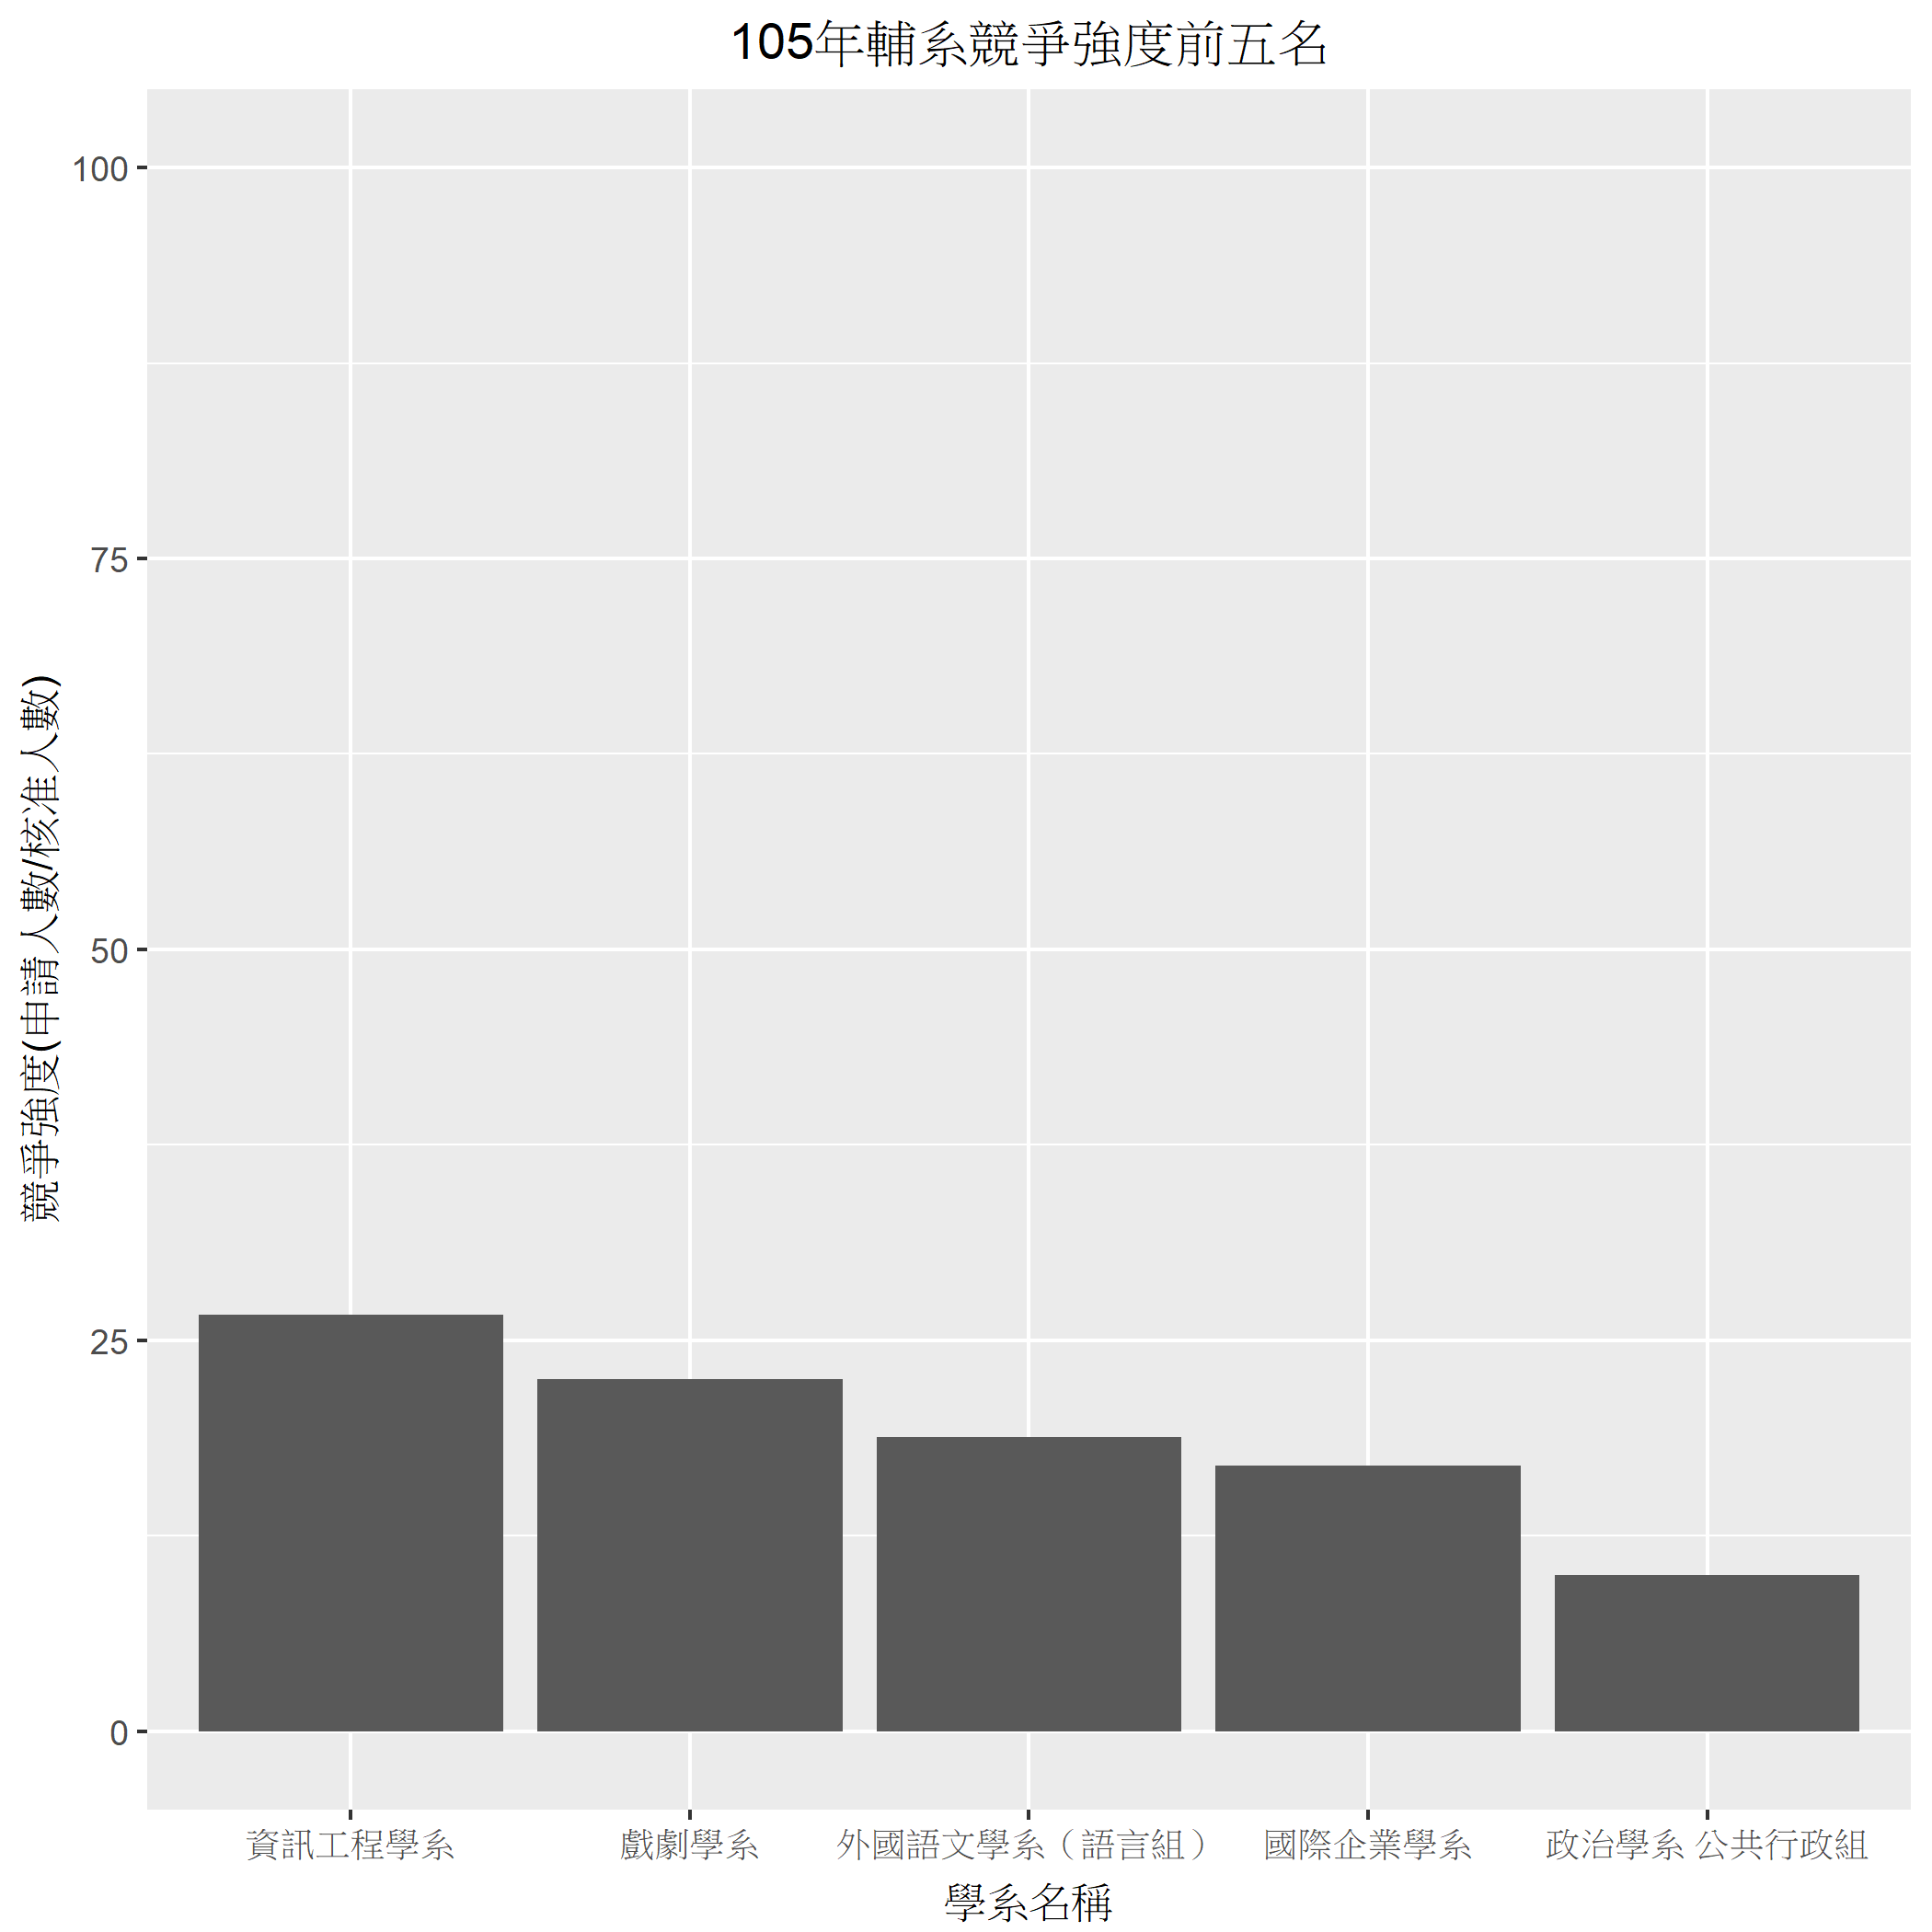 105年輔系競爭強度前五名
競爭強度(申請人數/核准人數)
100
75
50
25
0
資訊工程學系
戲劇學系
外國語文學系（語言組）
國際企業學系
政治學系 公共行政組
學系名稱